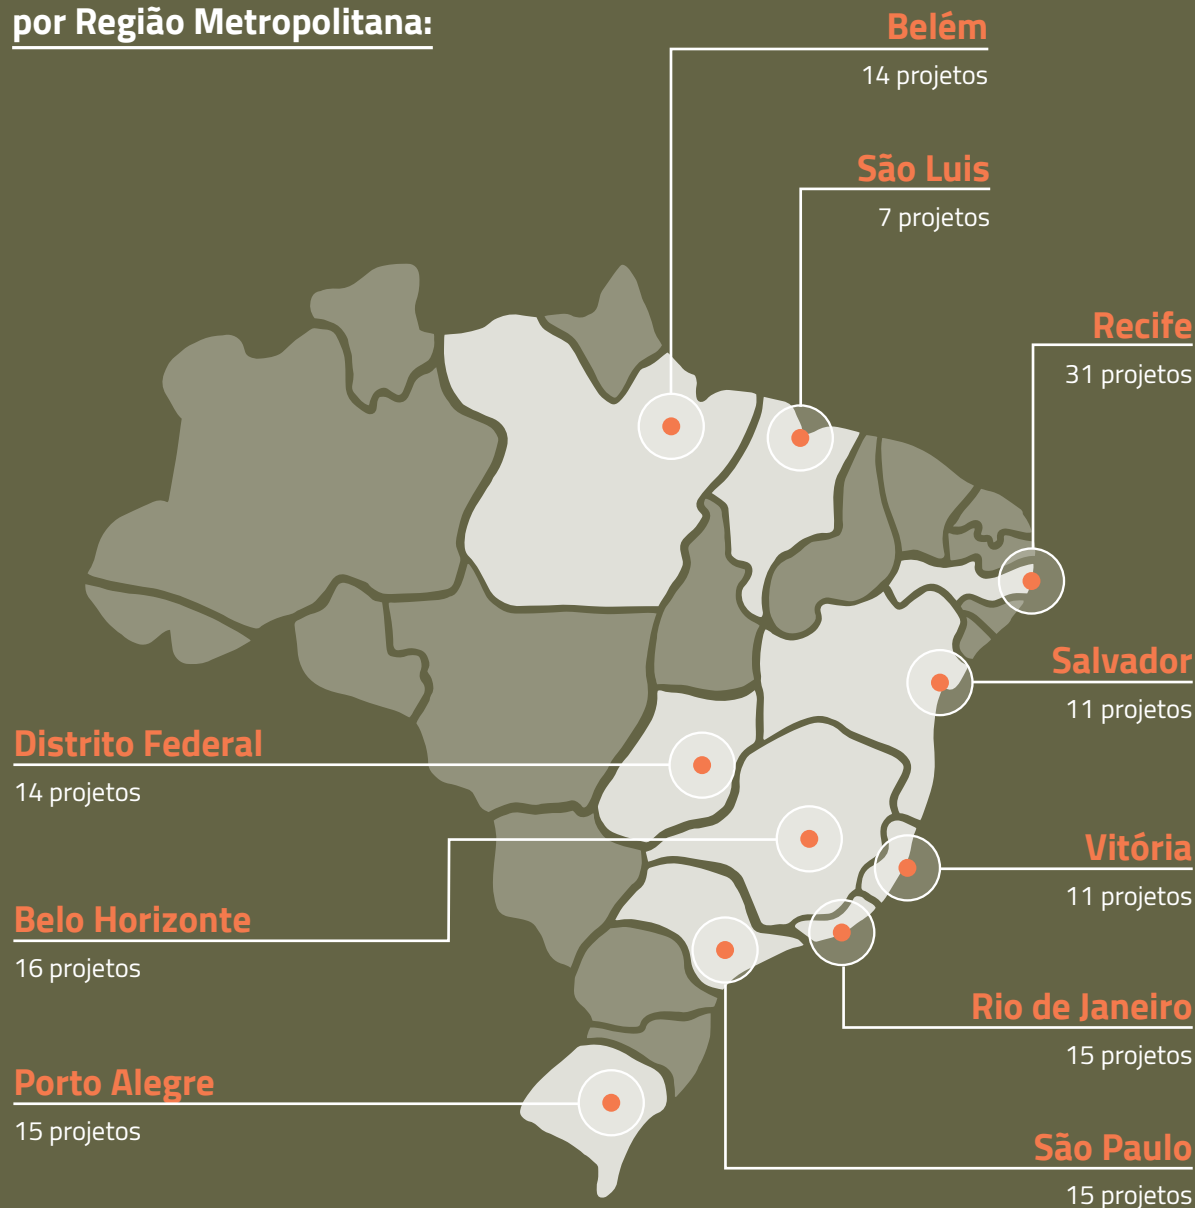 por Região Metropolitana:
Belém
14 projetos
São Luis
7 projetos
Recife
31 projetos
Salvador
11 projetos
Distrito Federal
14 projetos
Vitória
11 projetos
Belo Horizonte
16 projetos
Rio de Janeiro
15 projetos
Porto Alegre
15 projetos
São Paulo
15 projetos